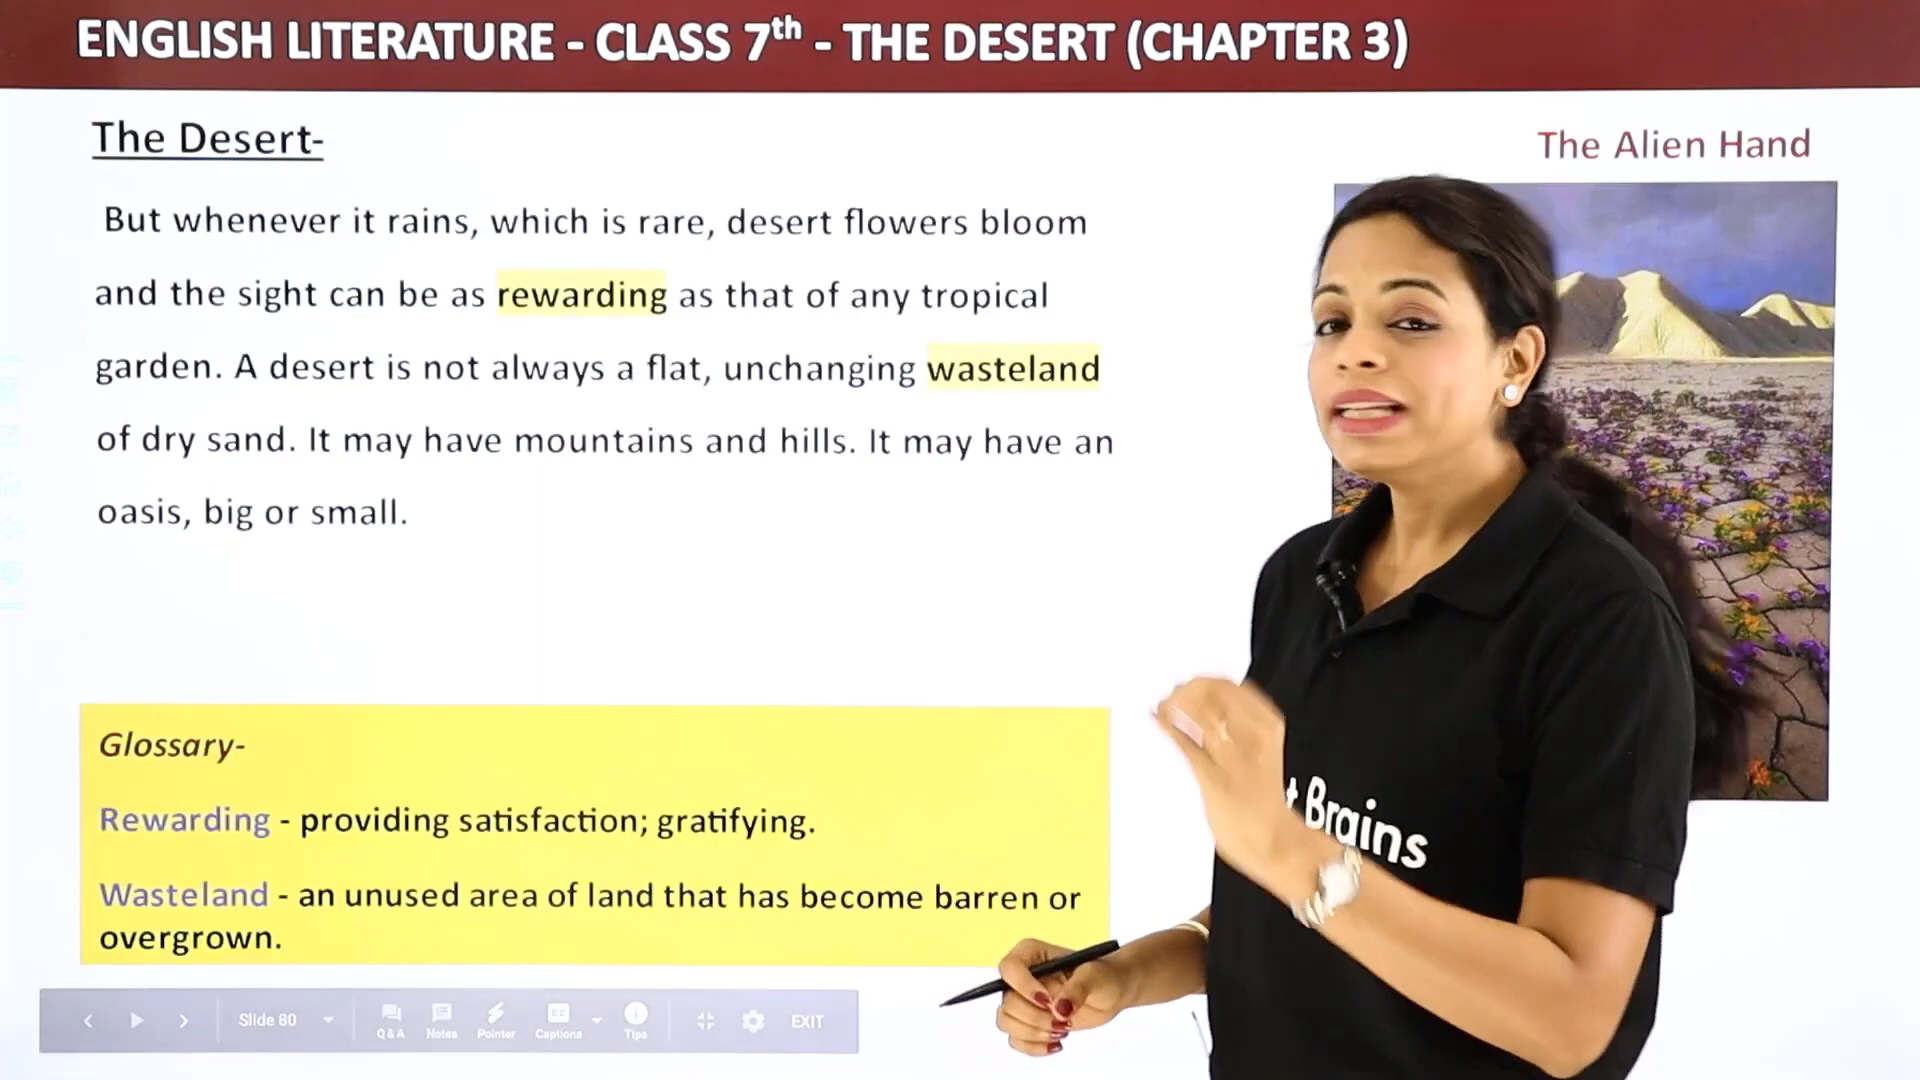 ENGLISH LITERATURE - CLASS 7th - THE DESERT (CHAPTER 3)
The Desert-
The Alien Hand
But whenever it rains, which is rare, desert flowers bloom
and the sight can be as rewarding as that of any tropical
garden. A desert is not always a flat, unchanging wasteland
of dry sand. It may have mountains and hills. It may have an
oasis, big or small.
Glossary-
Rewarding - providing satisfaction; gratifying.
Wasteland - an unused area of land that has become barren or
overgrown.
Brains
Slide 80
Q&A Notes Pointer Captions Tips EXIT